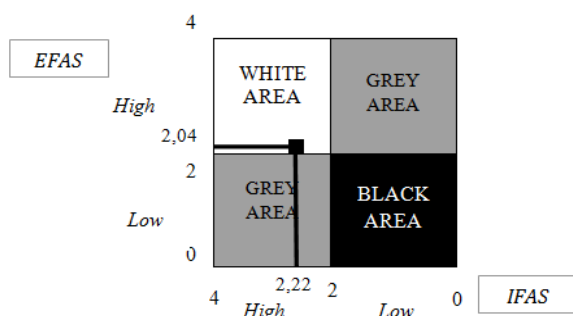 4
EFAS
WHITE
AREA
GREY
AREA
High
2,04
2
GREY
AREA
BLACK
AREA
Low
0
4
2,22
2
0
High
Low
IFAS